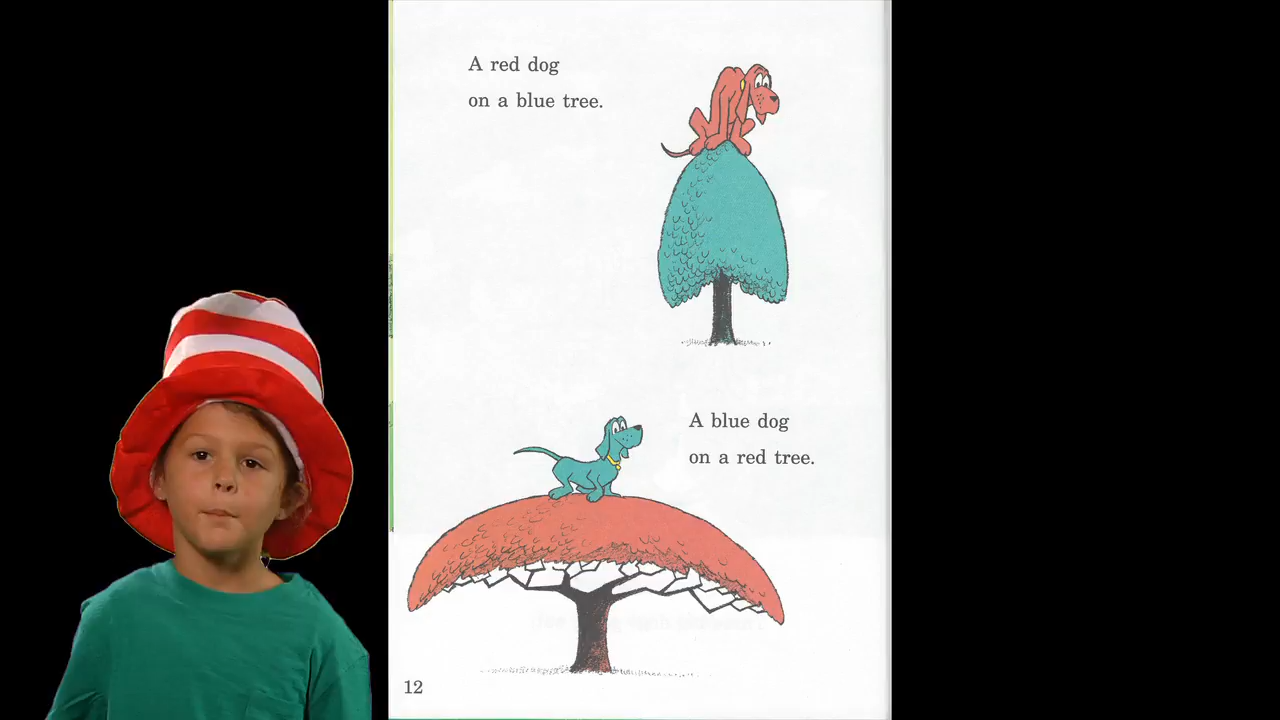 A red dog
on a blue tree.
A blue dog
on a red tree.
12